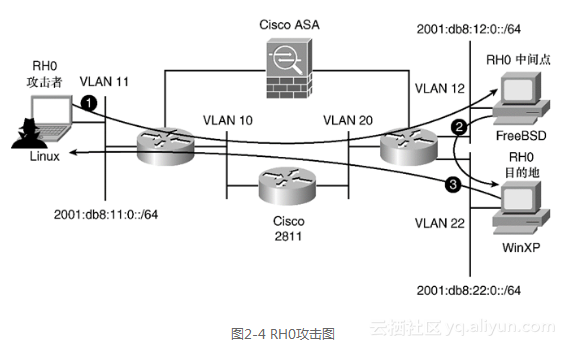 Cisco ASA
2001:db8:12:0::/64
RH0
攻击者
VLAN 11
VLAN 12
RH0 中间点
1
VLAN 10
VLAN 20
2
FreeBSD
Linux
RH0
目的地
3
2001:db8:11:0::/64
Cisco
2811
VLAN 22
WinXP
2001:db8:22:0::/64
图2-4 RH0攻击图
云栖社区 yq.aliyun.com